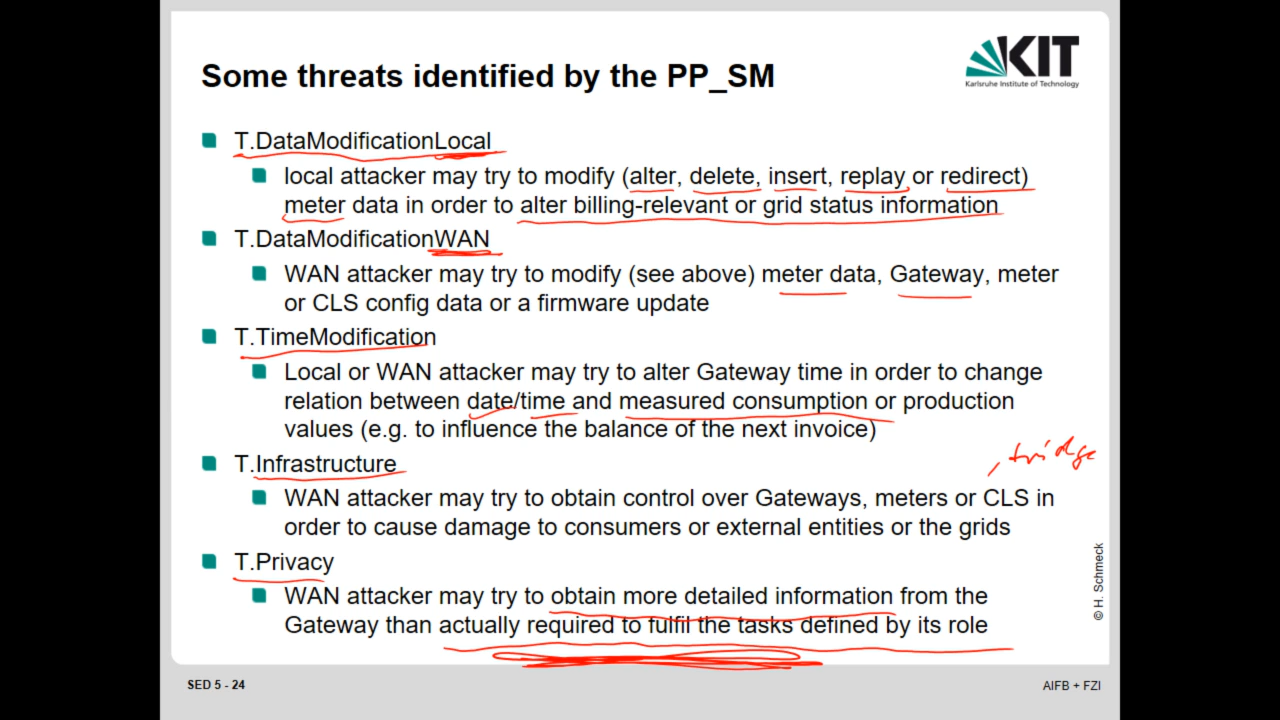 Some threats identified by the PP_SM
KIT
Karlsruhe Institute of Technology
T.DataModificationLocal
local attacker may try to modify (alter, delete, insert, replay or redirect)
meter data in order to alter billing-relevant or grid status information
T.DataModificationWAN
WAN attacker may try to modify (see above) meter data, Gateway, meter
or CLS config data or a firmware update
T.TimeModification
Local or WAN attacker may try to alter Gateway time in order to change
relation between date/time and measured consumption or production
values (e.g. to influence the balance of the next invoice)
T.Infrastructure
WAN attacker may try to obtain control over Gateways, meters or CLS in
order to cause damage to consumers or external entities or the grids
T.Privacy
WAN attacker may try to obtain more detailed information from the
Gateway than actually required to fulfil the tasks defined by its role
© H. Schmeck
SED 5 - 24
AIFB + FZI